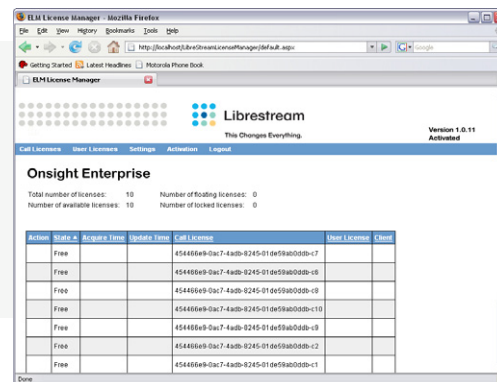 ELM License Manager - Mozilla Firefox
File Edit View History Bookmarks Tools Help
http://localhost/LibreStreamLicenseManager/default.aspx
Google
Getting Started Latest Headlines Motorola Phone Book
ELM License Manager
Librestream
This Changes Everything.
Version 1.0.11
Activated
Call Licenses User Licenses Settings Activation Logout
Onsight Enterprise
Total number of licenses: 10 Number of floating licenses: 0
Number of available licenses: 10 Number of locked licenses: 0
Action State Acquire Time Update Time Call License User License Client
Free 454466e9-0ac7-4adb-8245-01de59ab0ddb-c7
Free 454466e9-0ac7-4adb-8245-01de59ab0ddb-c6
Free 454466e9-0ac7-4adb-8245-01de59ab0ddb-c8
Free 454466e9-0ac7-4adb-8245-01de59ab0ddb-c10
Free 454466e9-0ac7-4adb-8245-01de59ab0ddb-c9
Free 454466e9-0ac7-4adb-8245-01de59ab0ddb-c2
Free 454466e9-0ac7-4adb-8245-01de59ab0ddb-c1
Done